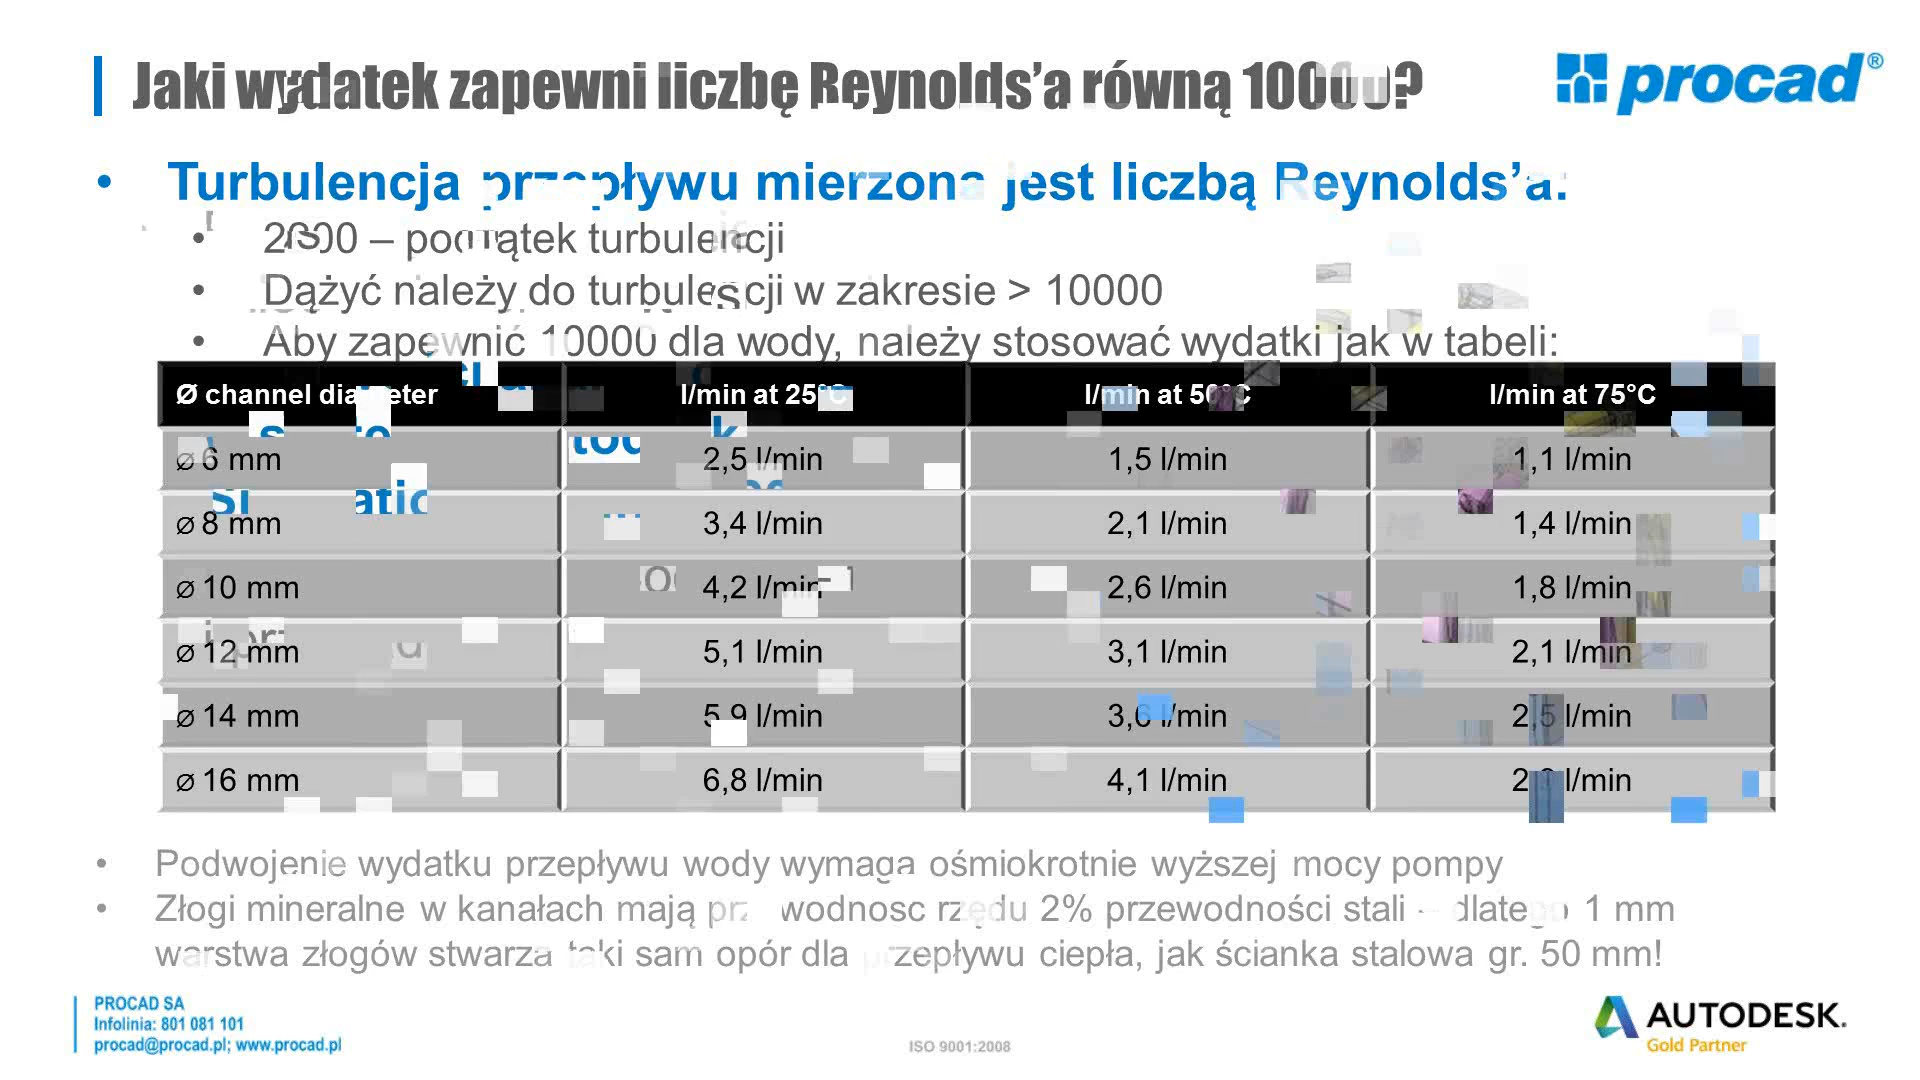 Jaki wydatek zapewni liczbę Reynolds’a równą 10000?
procad®
• Turbulencja przepływu mierzona jest liczbą Reynolds’a:
• – początek turbulencji
• Dążyć należy do turbulencji w zakresie > 10000
• Aby zapewnić 10000 dla wody, należy stosować wydatki jak w tabeli:
Ø channel diameter l/min at 25°C l/min at 50°C l/min at 75°C
⌀ 6 mm 2,5 l/min 1,5 l/min 1,1 l/min
⌀ 8 mm 3,4 l/min 2,1 l/min 1,4 l/min
⌀ 10 mm 4,2 l/min 2,6 l/min 1,8 l/min
⌀ 12 mm 5,1 l/min 3,1 l/min 2,1 l/min
⌀ 14 mm 5,9 l/min 3,6 l/min 2,5 l/min
⌀ 16 mm 6,8 l/min 4,1 l/min l/min
• Podwojenie wydatku przepływu wody wymaga ośmiokrotnie wyższej mocy pompy
• Złogi mineralne w kanałach mają rzędu 2% przewodności stali – dlatego 1 mm
warstwa złogów stwarza taki sam opór dla przepływu ciepła, jak ścianka stalowa gr. 50 mm!
PROCAD SA
Infolinia: 801 081 101
procad@procad.pl; www.procad.pl
ISO 9001:2008
AUTODESK.
Gold Partner